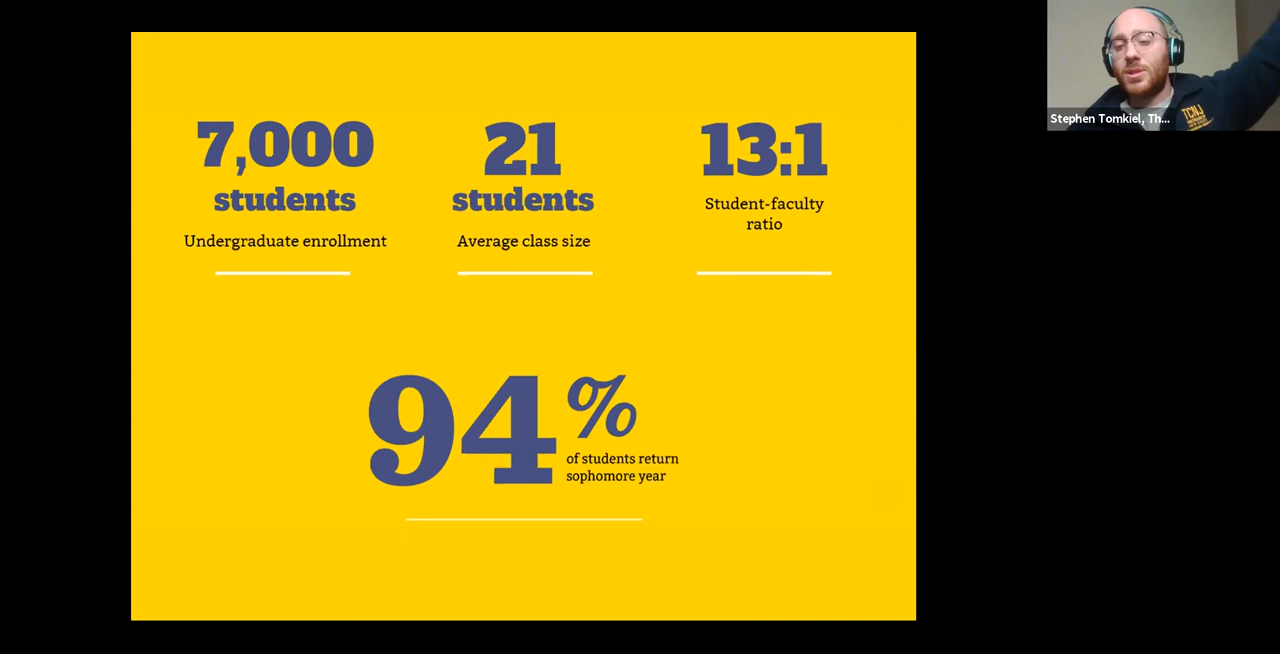 7,000
students
Undergraduate enrollment
21
students
Average class size
13:1
Student-faculty
ratio
94%
of students return
sophomore year
TCNJ
Stephen Tomkiel, Th...